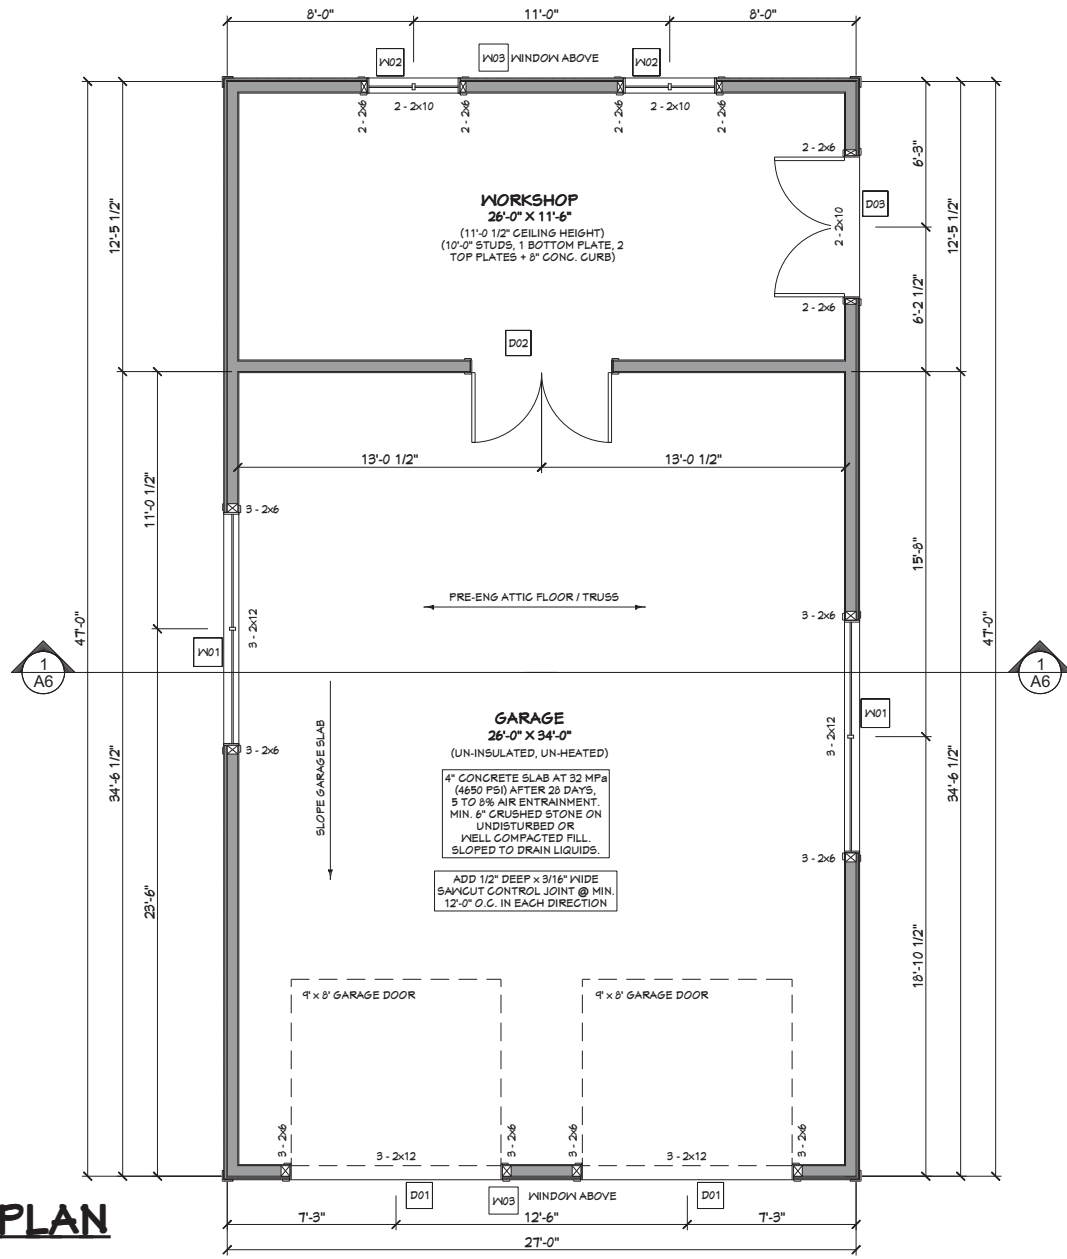 8'-0" 11'-0" 8'-0"
W02 W03 WINDOW ABOVE W02
2 - 2x6 2 - 2x10 2 - 2x6 2 - 2x6 2 - 2x10 2 - 2x6
2 - 2x6
6'-3"
WORKSHOP
26'-0" X 11'-6"
(11'-0 1/2" CEILING HEIGHT)
(10'-0" STUDS, 1 BOTTOM PLATE, 2
TOP PLATES + 8" CONC. CURB)
D03
2 - 2x10
12'-5 1/2"
12'-5 1/2"
6'-2 1/2"
2 - 2x6
D02
13'-0 1/2" 13'-0 1/2"
11'-0 1/2"
3 - 2x6
15'-8"
PRE-ENG ATTIC FLOOR / TRUSS
3 - 2x6
47'-0"
3 - 2x12
47'-0"
W01
1
A6
1
A6
GARAGE
26'-0" X 34'-0"
(UN-INSULATED, UN-HEATED)
W01
3 - 2x12
3 - 2x6
SLOPE GARAGE SLAB
4" CONCRETE SLAB AT 32 MPa
(4650 PSI) AFTER 28 DAYS,
5 TO 8% AIR ENTRAINMENT.
MIN. 6" CRUSHED STONE ON
UNDISTURBED OR
WELL COMPACTED FILL.
SLOPED TO DRAIN LIQUIDS.
34'-6 1/2"
34'-6 1/2"
3 - 2x6
ADD 1/2" DEEP x 3/16" WIDE
SAWCUT CONTROL JOINT @ MIN.
12'-0" O.C. IN EACH DIRECTION
23'-6"
18'-10 1/2"
9' x 8' GARAGE DOOR 9' x 8' GARAGE DOOR
3 - 2x6 3 - 2x12 3 - 2x6 3 - 2x6 3 - 2x12 3 - 2x6
D01 W03 WINDOW ABOVE D01
PLAN
7'-3" 12'-6" 7'-3"
27'-0"